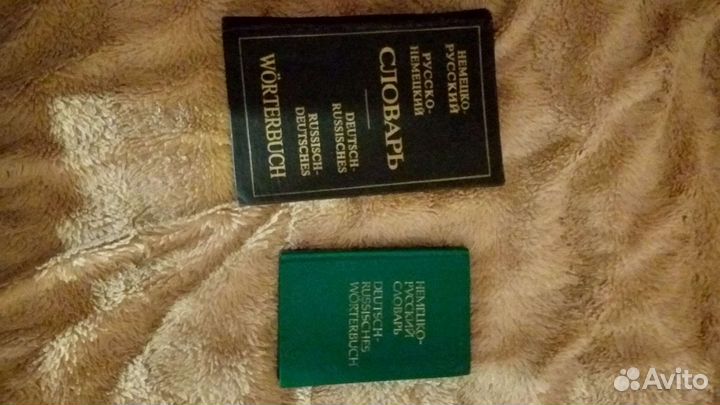 НЕМЕЦКО-
РУССКИЙ
РУССКО-
НЕМЕЦКИЙ
СЛОВАРЬ
DEUTSCH-
RUSSISCHES
RUSSISCH-
DEUTSCHES
WÖRTERBUCH
НЕМЕЦКО-
РУССКИЙ
СЛОВАРЬ
DEUTSCH-
RUSSISCHES
WÖRTERBUCH
Avito